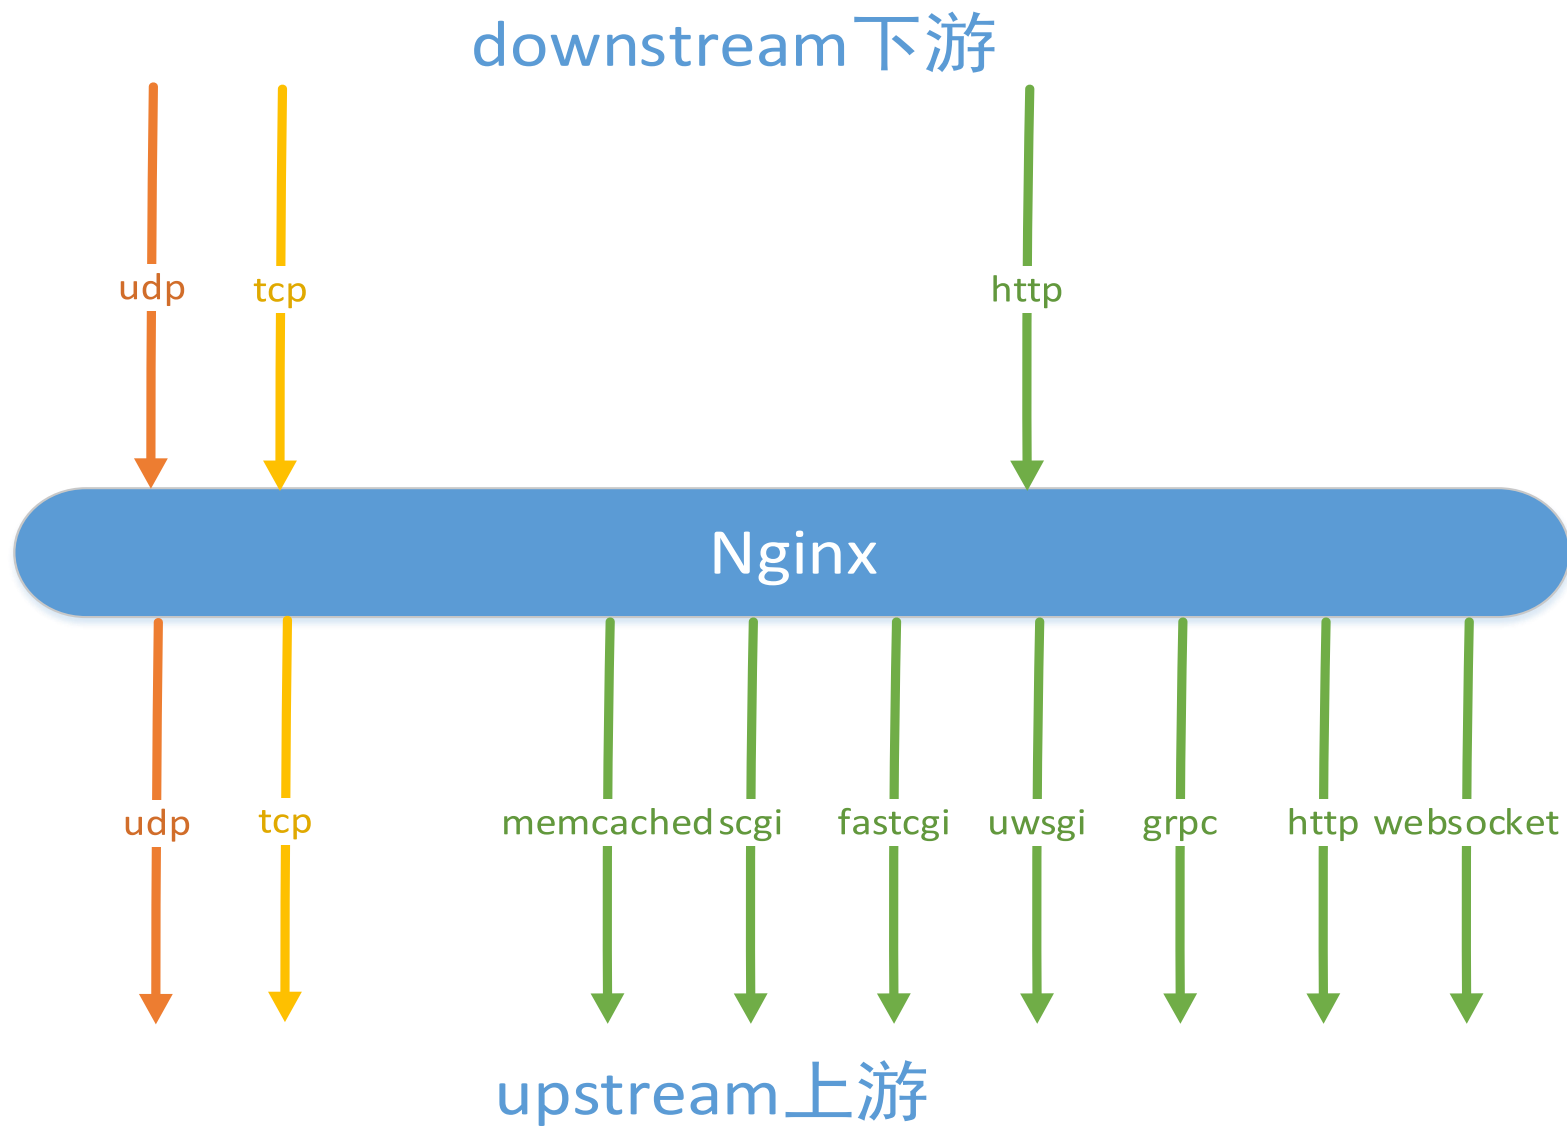 downstream下游
udp tcp http
Nginx
udp tcp memcached scgi fastcgi uwsgi grpc http websocket
upstream上游